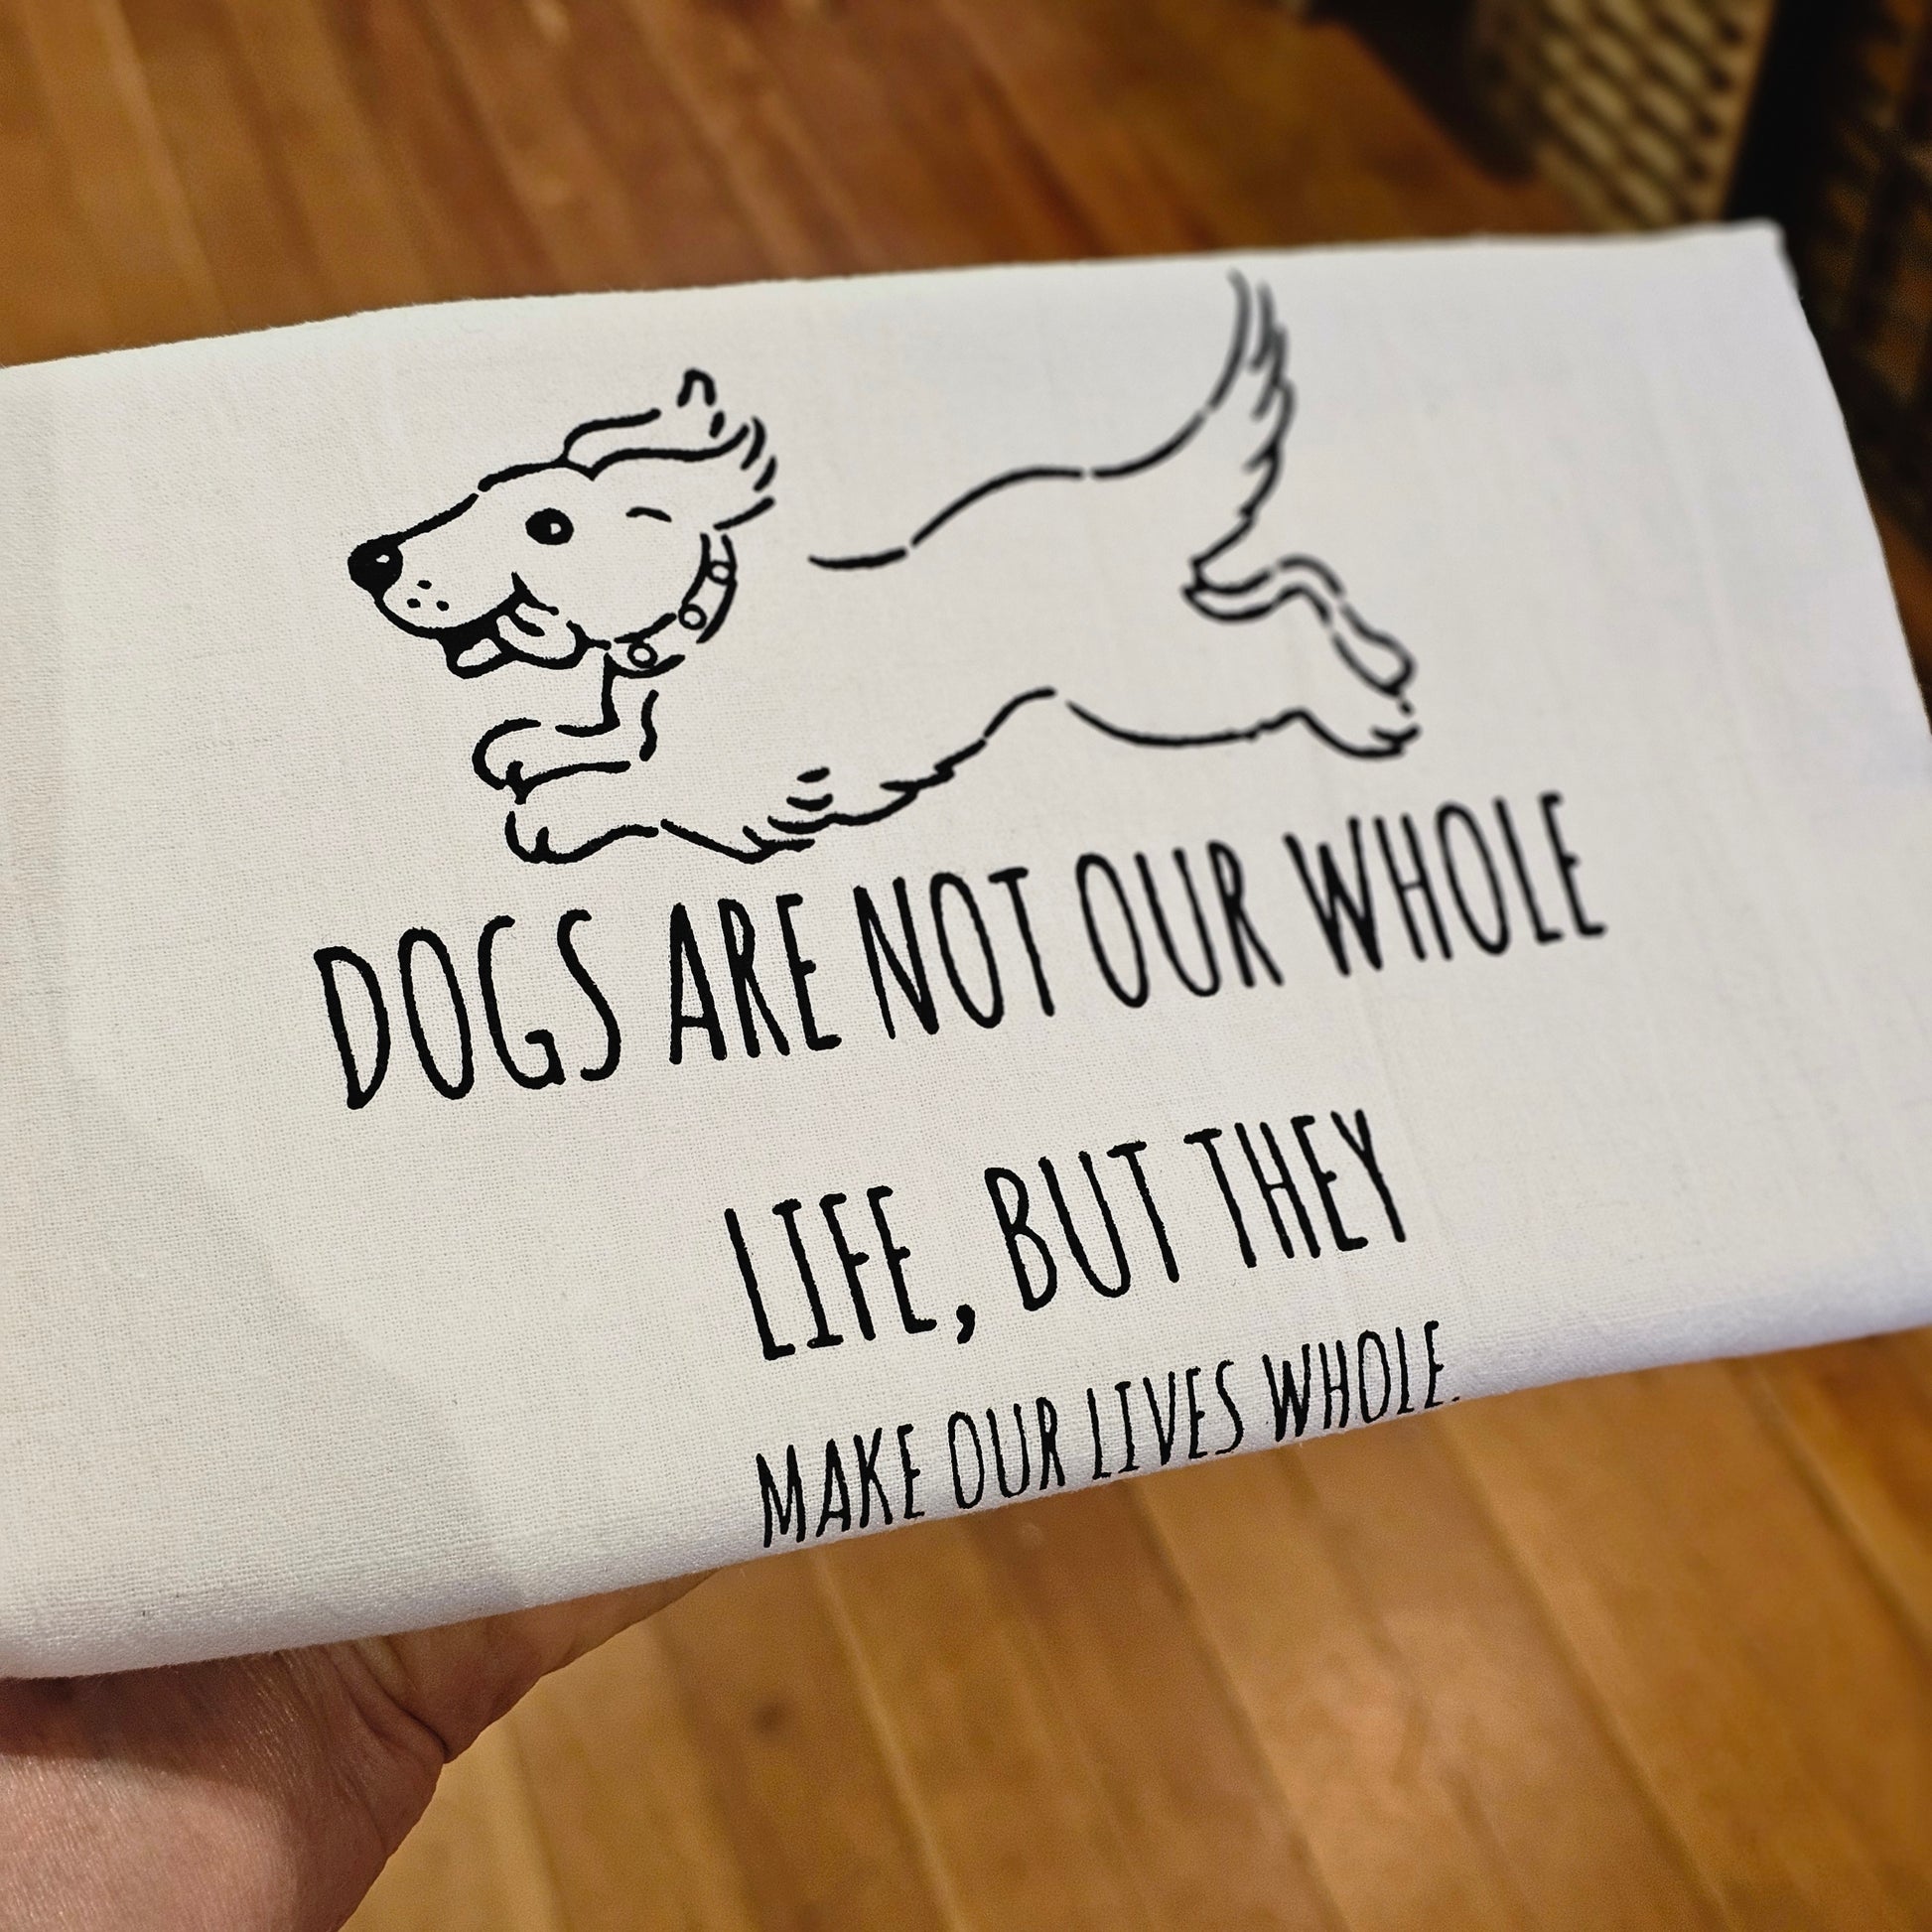 DOGS ARE NOT OUR WHOLE
LIFE, BUT THEY
MAKE OUR LIVES WHOLE.